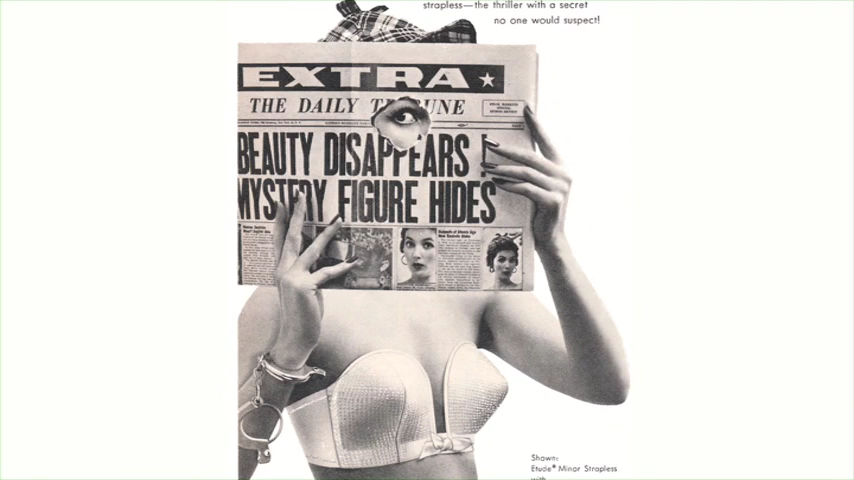 strapless—the thriller with a secret
no one would suspect!
EXTRA
THE DAILY TRIBUNE
BEAUTY DISAPPEARS !
MYSTERY FIGURE HIDES
Shown:
Etude® Minor Strapless
with